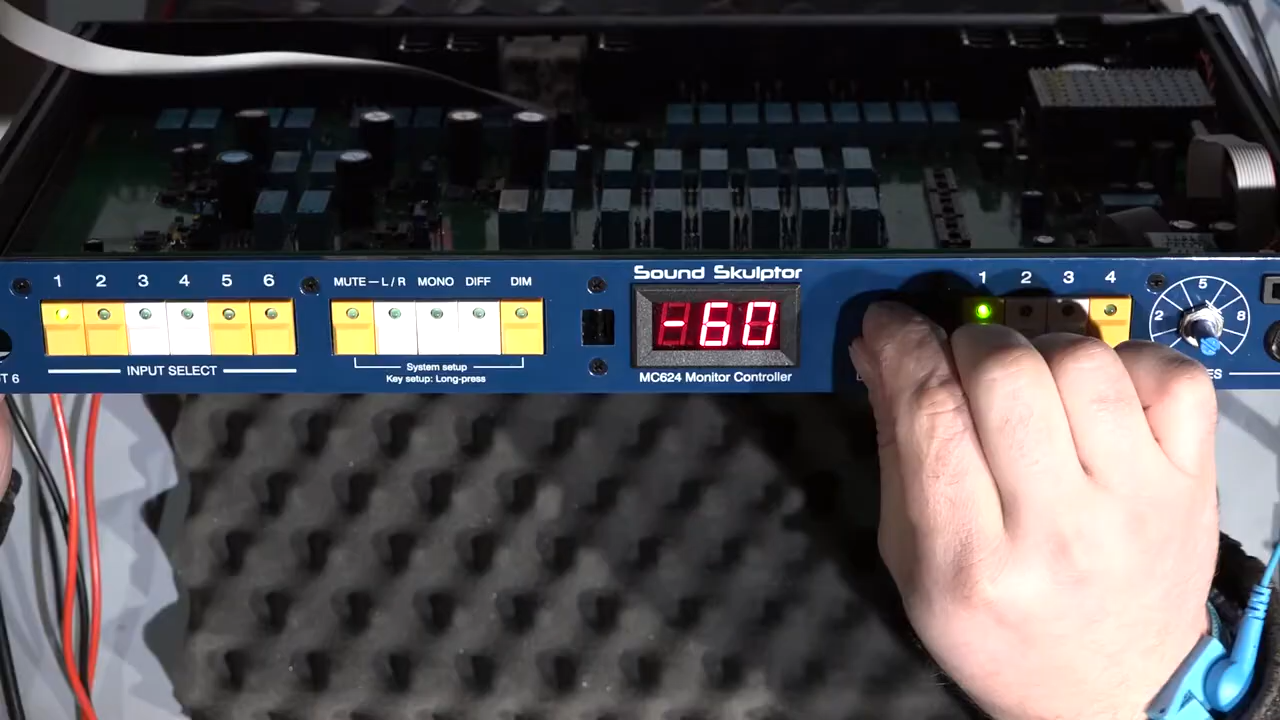 Sound Skulptor
1 2 3 4 5 6
MUTE — L / R MONO DIFF DIM
1 2 3 4
5
2 8
-60
System setup
INPUT SELECT
Key setup: Long-press
MC624 Monitor Controller
T 6
ES